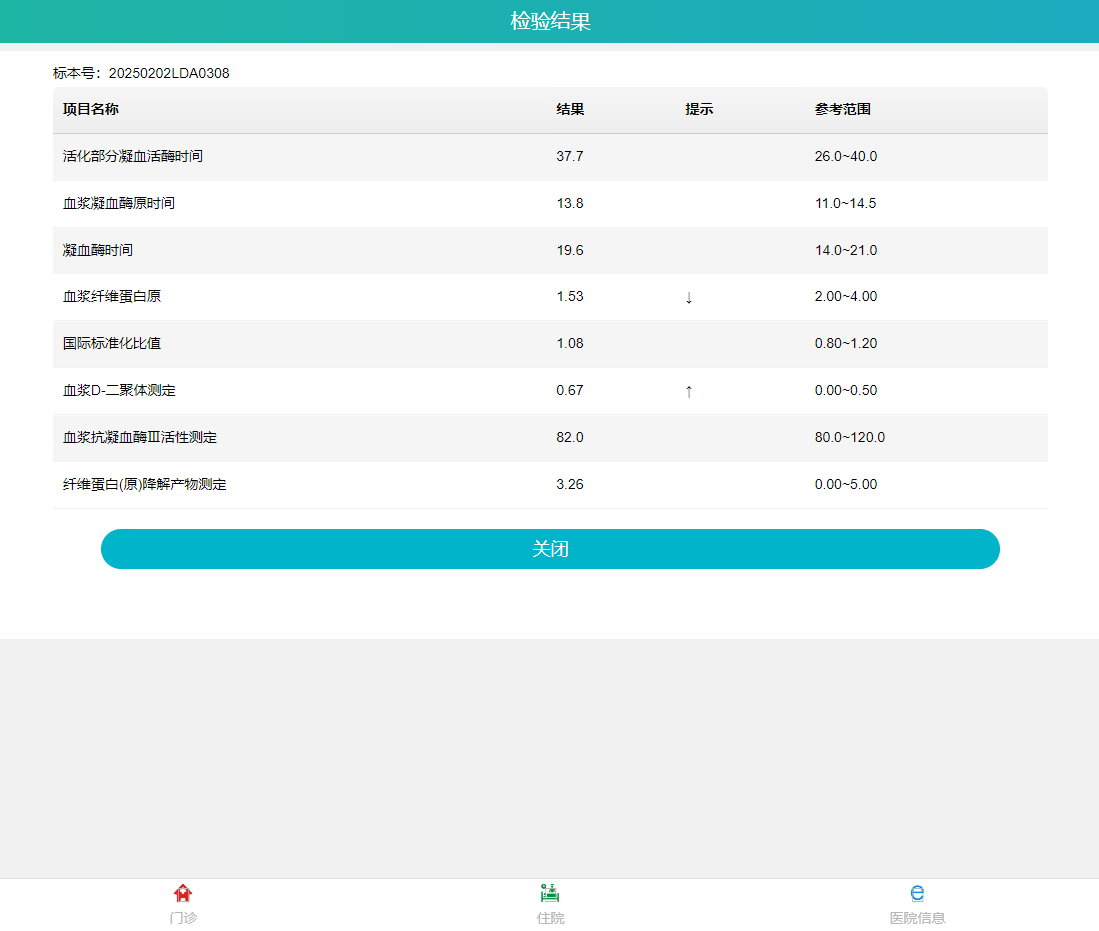 检验结果
标本号：20250202LDA0308
项目名称 结果 提示 参考范围
活化部分凝血活酶时间 37.7 26.0~40.0
血浆凝血酶原时间 13.8 11.0~14.5
凝血酶时间 19.6 14.0~21.0
血浆纤维蛋白原 1.53 ↓ 2.00~4.00
国际标准化比值 1.08 0.80~1.20
血浆D-二聚体测定 0.67 ↑ 0.00~0.50
血浆抗凝血酶Ⅲ活性测定 82.0 80.0~120.0
纤维蛋白(原)降解产物测定 3.26 0.00~5.00
关闭
门诊 住院 医院信息